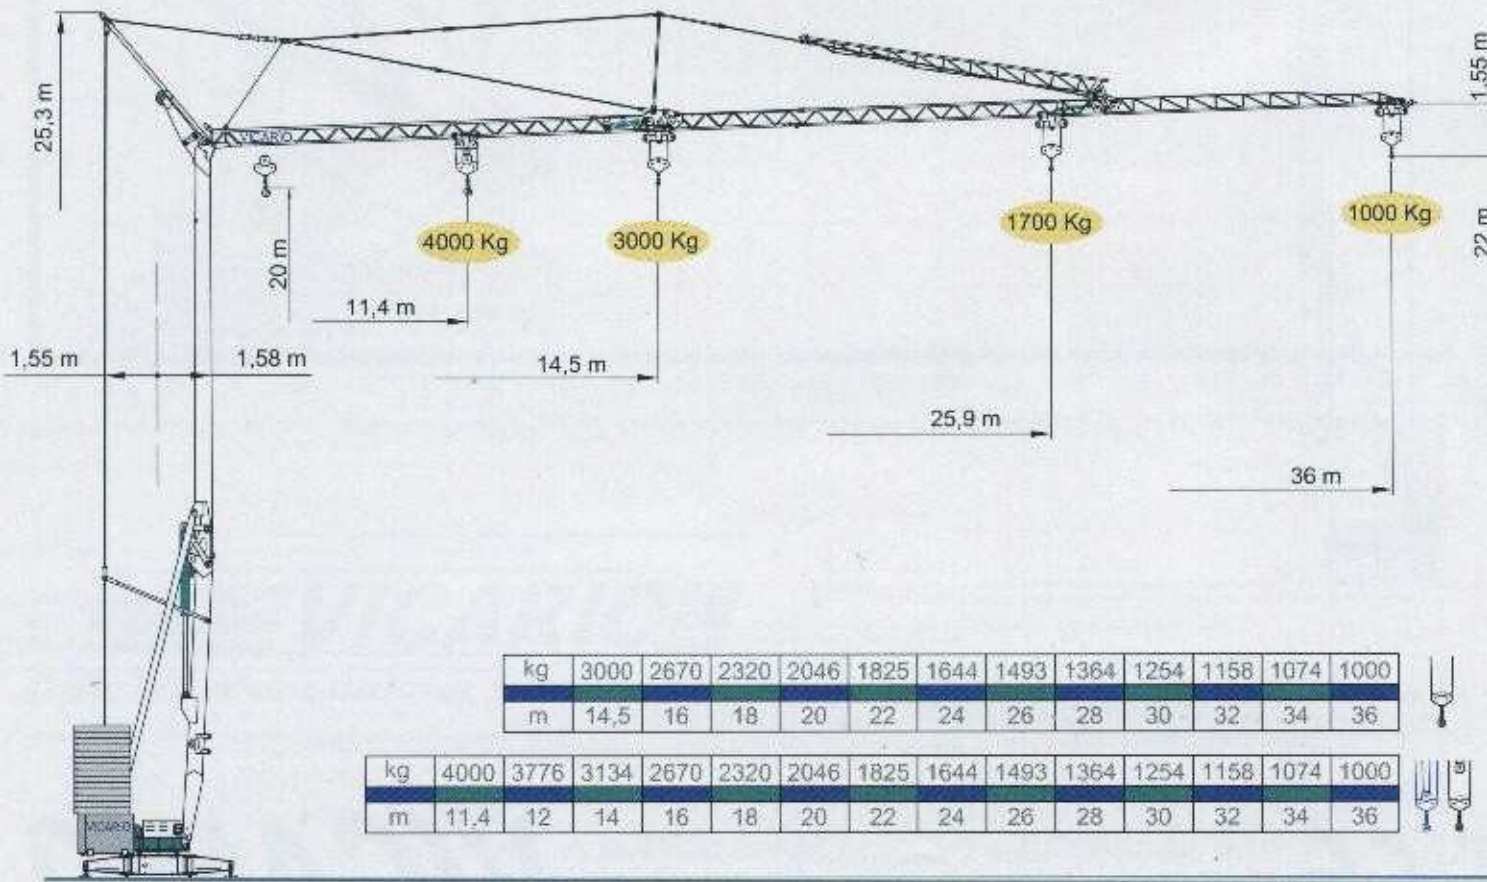 25,3 m
1,55 m
VICARIO
4000 Kg
3000 Kg
1700 Kg
1000 Kg
20 m
22 m
11,4 m
1,55 m
1,58 m
14,5 m
25,9 m
36 m
kg 3000 2670 2320 2046 1825 1644 1493 1364 1254 1158 1074 1000
m 14,5 16 18 20 22 24 26 28 30 32 34 36
kg 4000 3776 3134 2670 2320 2046 1825 1644 1493 1364 1254 1158 1074 1000
m 11,4 12 14 16 18 20 22 24 26 28 30 32 34 36
VICARIO